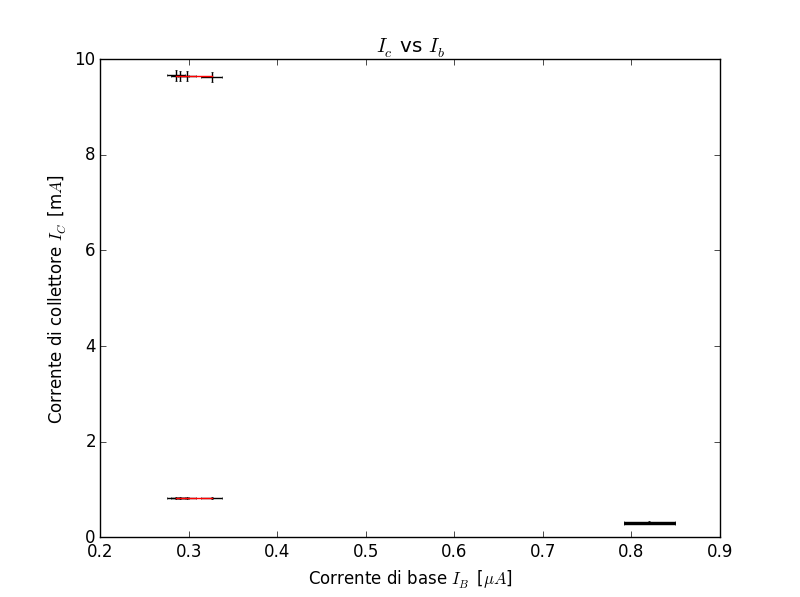 I_c vs I_b
10
8
6
4
2
0
Corrente di collettore I_C [mA]
0.2 0.3 0.4 0.5 0.6 0.7 0.8 0.9
Corrente di base I_B [μA]